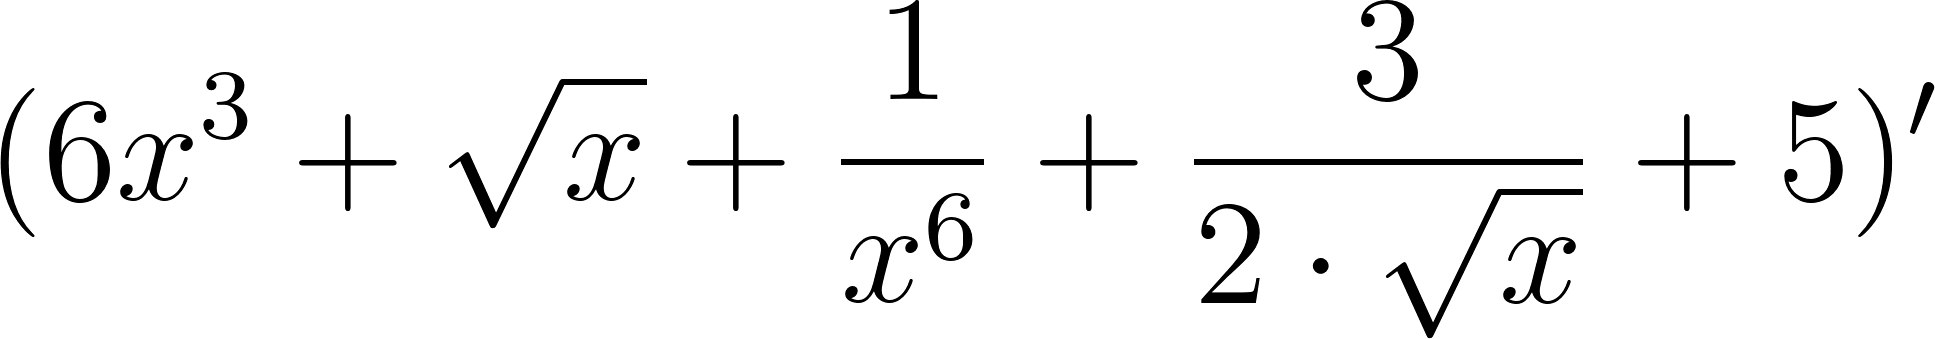 $(6x^3 + \sqrt{x} + \frac{1}{x^6} + \frac{3}{2 \cdot \sqrt{x}} + 5)'$